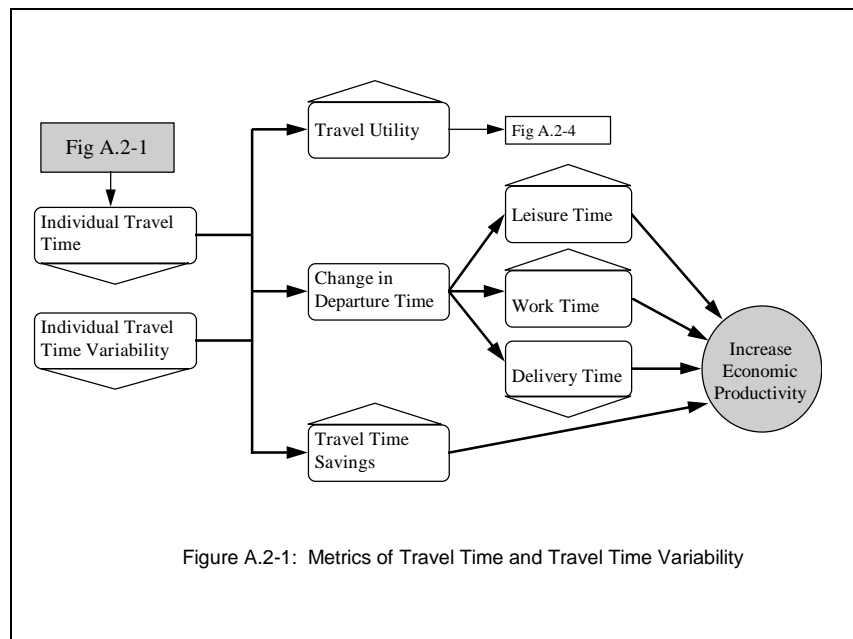 Fig A.2-1
Individual Travel
Time
Individual Travel
Time Variability
Travel Utility
Fig A.2-4
Change in
Departure Time
Travel Time
Savings
Leisure Time
Work Time
Delivery Time
Increase
Economic
Productivity
Figure A.2-1: Metrics of Travel Time and Travel Time Variability